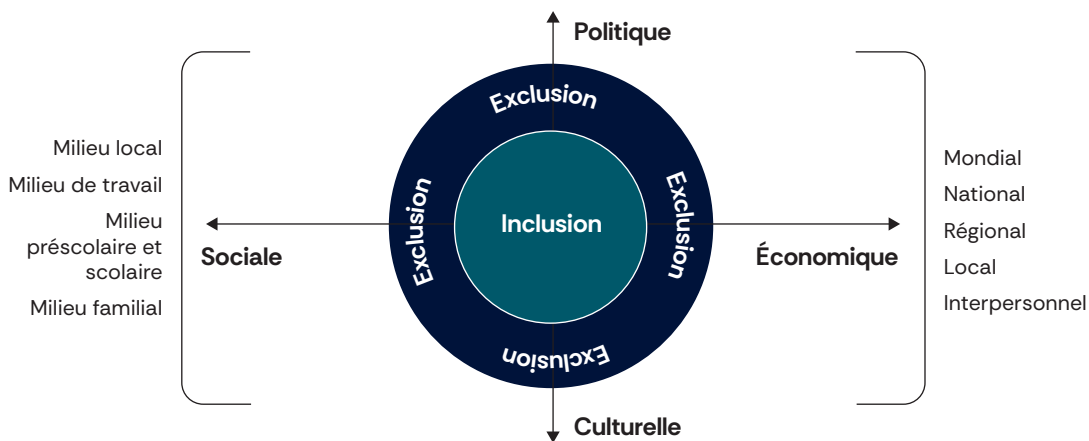 Politique
Exclusion
Milieu local
Milieu de travail
Milieu
préscolaire et
scolaire
Milieu familial
Sociale
Exclusion
Inclusion
Exclusion
Économique
Mondial
National
Régional
Local
Interpersonnel
Exclusion
Culturelle